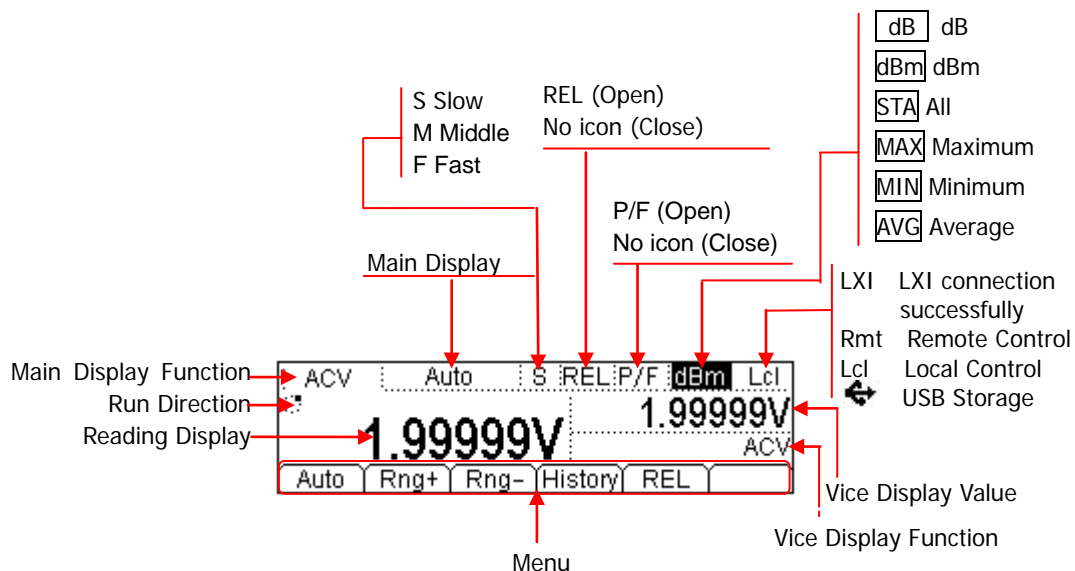 dB dB
dBm dBm
STA All
MAX Maximum
MIN Minimum
AVG Average
S Slow
M Middle
F Fast
REL (Open)
No icon (Close)
P/F (Open)
No icon (Close)
Main Display
LXI LXI connection
successfully
Rmt Remote Control
Lcl Local Control
USB Storage
Main Display Function
Run Direction
Reading Display
ACV Auto S REL P/F dBm Lcl
1.99999V
1.99999V
ACV
Auto Rng+ Rng- History REL
Vice Display Value
Vice Display Function
Menu